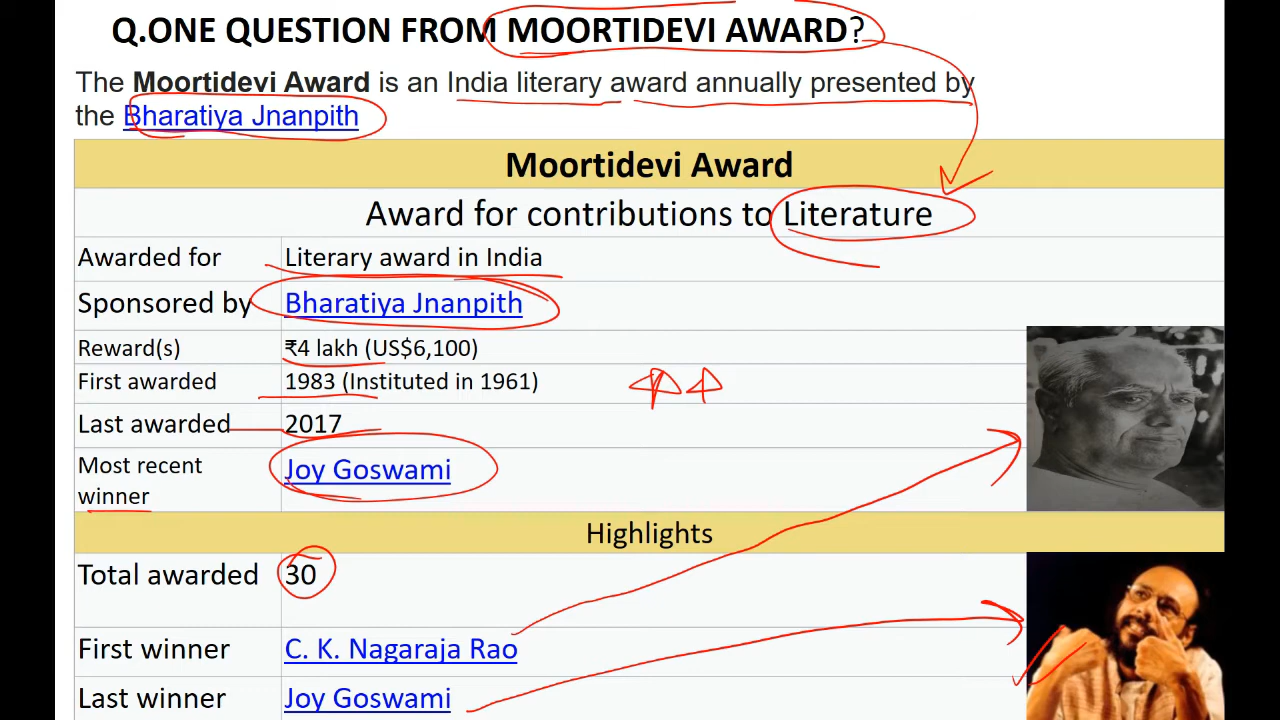 Q.ONE QUESTION FROM MOORTIDEVI AWARD?
The Moortidevi Award is an India literary award annually presented by
the Bharatiya Jnanpith
Moortidevi Award
Award for contributions to Literature
Awarded for Literary award in India
Sponsored by Bharatiya Jnanpith
Reward(s) ₹4 lakh (US$6,100)
First awarded 1983 (Instituted in 1961)
Last awarded 2017
Most recent
winner Joy Goswami
Highlights
Total awarded 30
First winner C. K. Nagaraja Rao
Last winner Joy Goswami